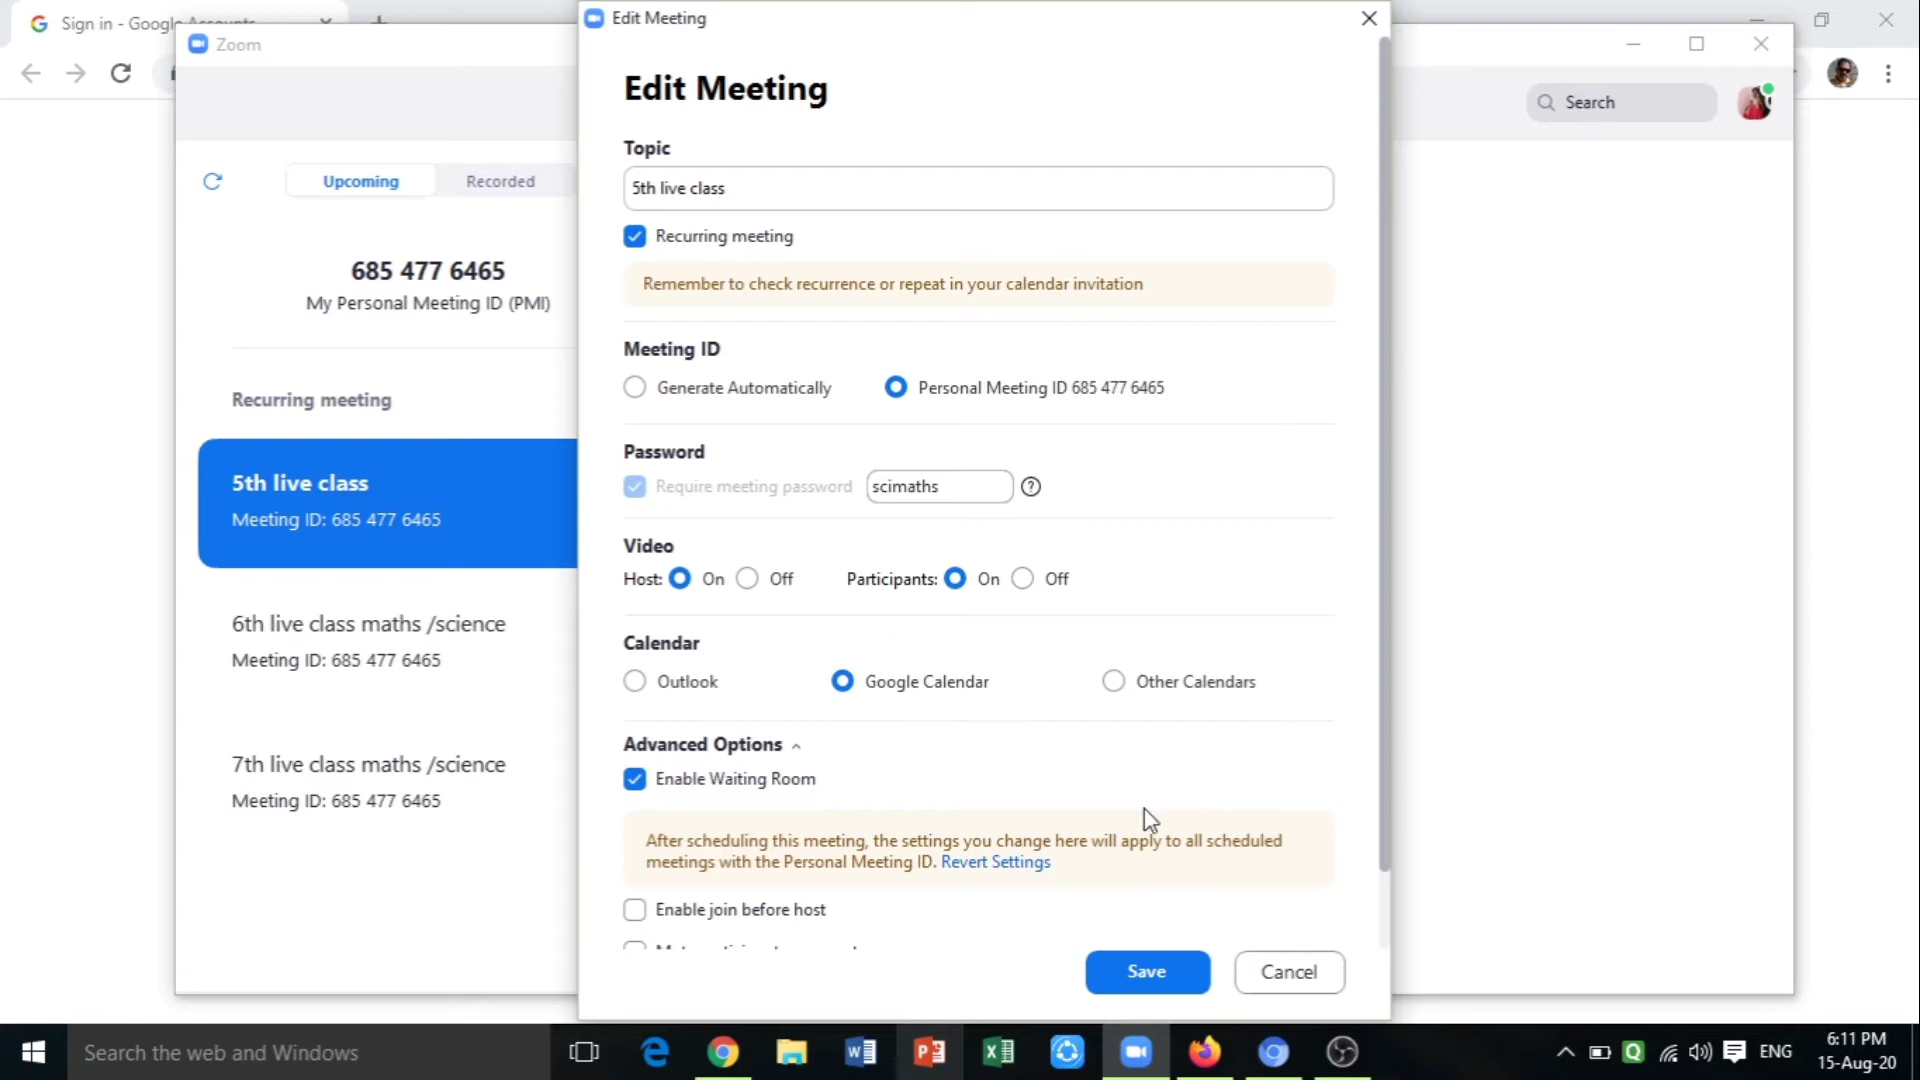 Sign in - Google Accounts
Zoom
Edit Meeting
Search
Edit Meeting
Upcoming
Recorded
685 477 6465
My Personal Meeting ID (PMI)
Recurring meeting
5th live class
Meeting ID: 685 477 6465
6th live class maths /science
Meeting ID: 685 477 6465
7th live class maths /science
Meeting ID: 685 477 6465
Topic
5th live class
Recurring meeting
Remember to check recurrence or repeat in your calendar invitation
Meeting ID
Generate Automatically
Personal Meeting ID 685 477 6465
Password
Require meeting password
scimaths
?
Video
Host: On Off
Participants: On Off
Calendar
Outlook
Google Calendar
Other Calendars
Advanced Options
Enable Waiting Room
After scheduling this meeting, the settings you change here will apply to all scheduled
meetings with the Personal Meeting ID. Revert Settings
Enable join before host
Save
Cancel
Search the web and Windows
ENG
6:11 PM
15-Aug-20